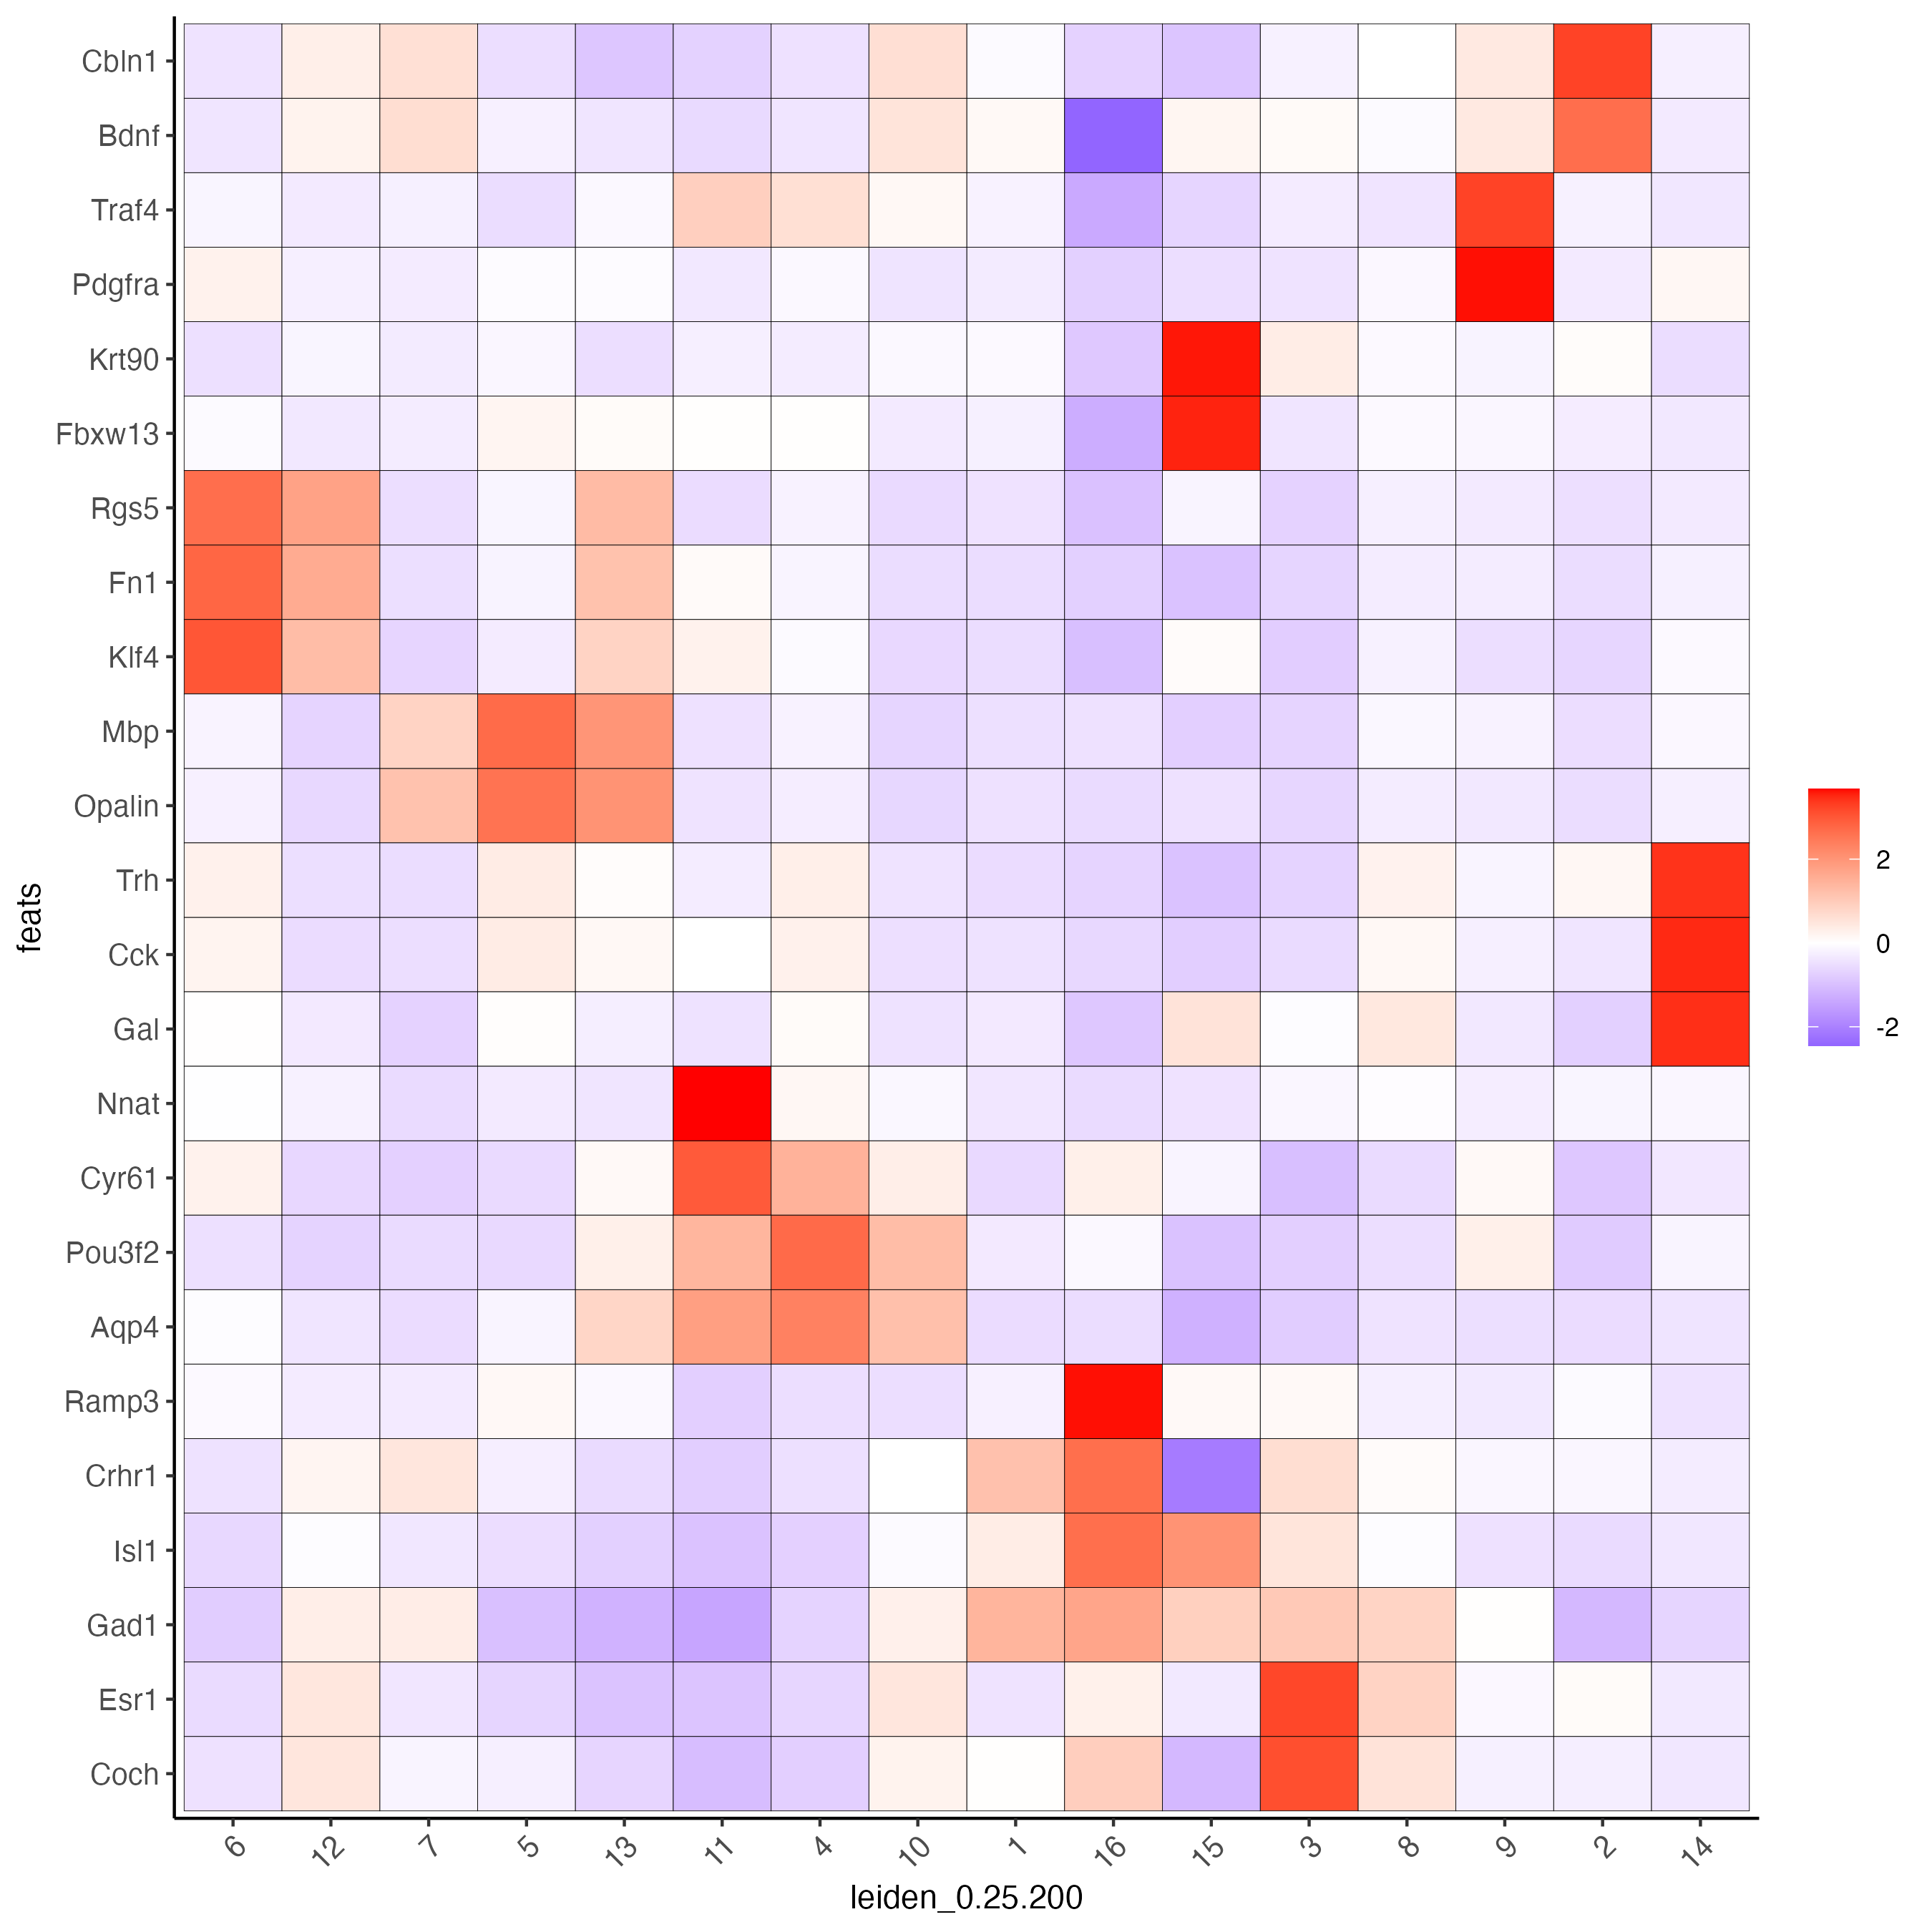 Cbln1
Bdnf
Traf4
Pdgfra
Krt90
Fbxw13
Rgs5
Fn1
Klf4
Mbp
Opalin
Trh
Cck
Gal
Nnat
Cyr61
Pou3f2
Aqp4
Ramp3
Crhr1
Isl1
Gad1
Esr1
Coch
feats
6 12 7 5 13 11 4 10 1 16 15 3 8 9 2 14
leiden_0.25.200
2
0
-2